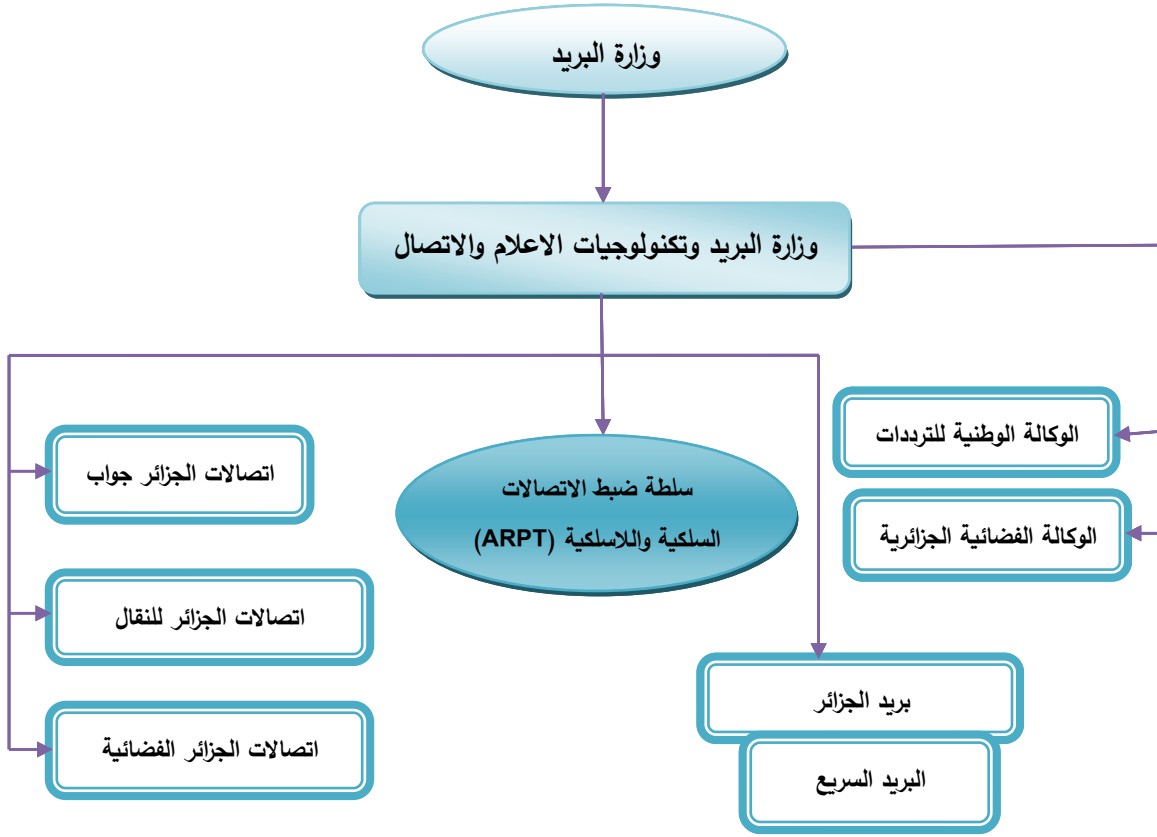 وزارة البريد
وزارة البريد وتكنولوجيات الاعلام والاتصال
الوكالة الوطنية للترددات
الوكالة الفضائية الجزائرية
سلطة ضبط الاتصالات
السلكية واللاسلكية (ARPT)
اتصالات الجزائر جواب
اتصالات الجزائر للنقال
اتصالات الجزائر الفضائية
بريد الجزائر
البريد السريع